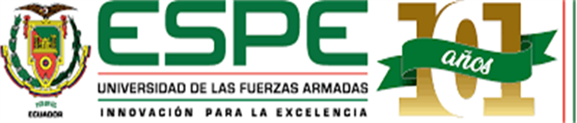 ESPE
UNIVERSIDAD DE LAS FUERZAS ARMADAS
INNOVACIÓN PARA LA EXCELENCIA
ECUADOR
101
años